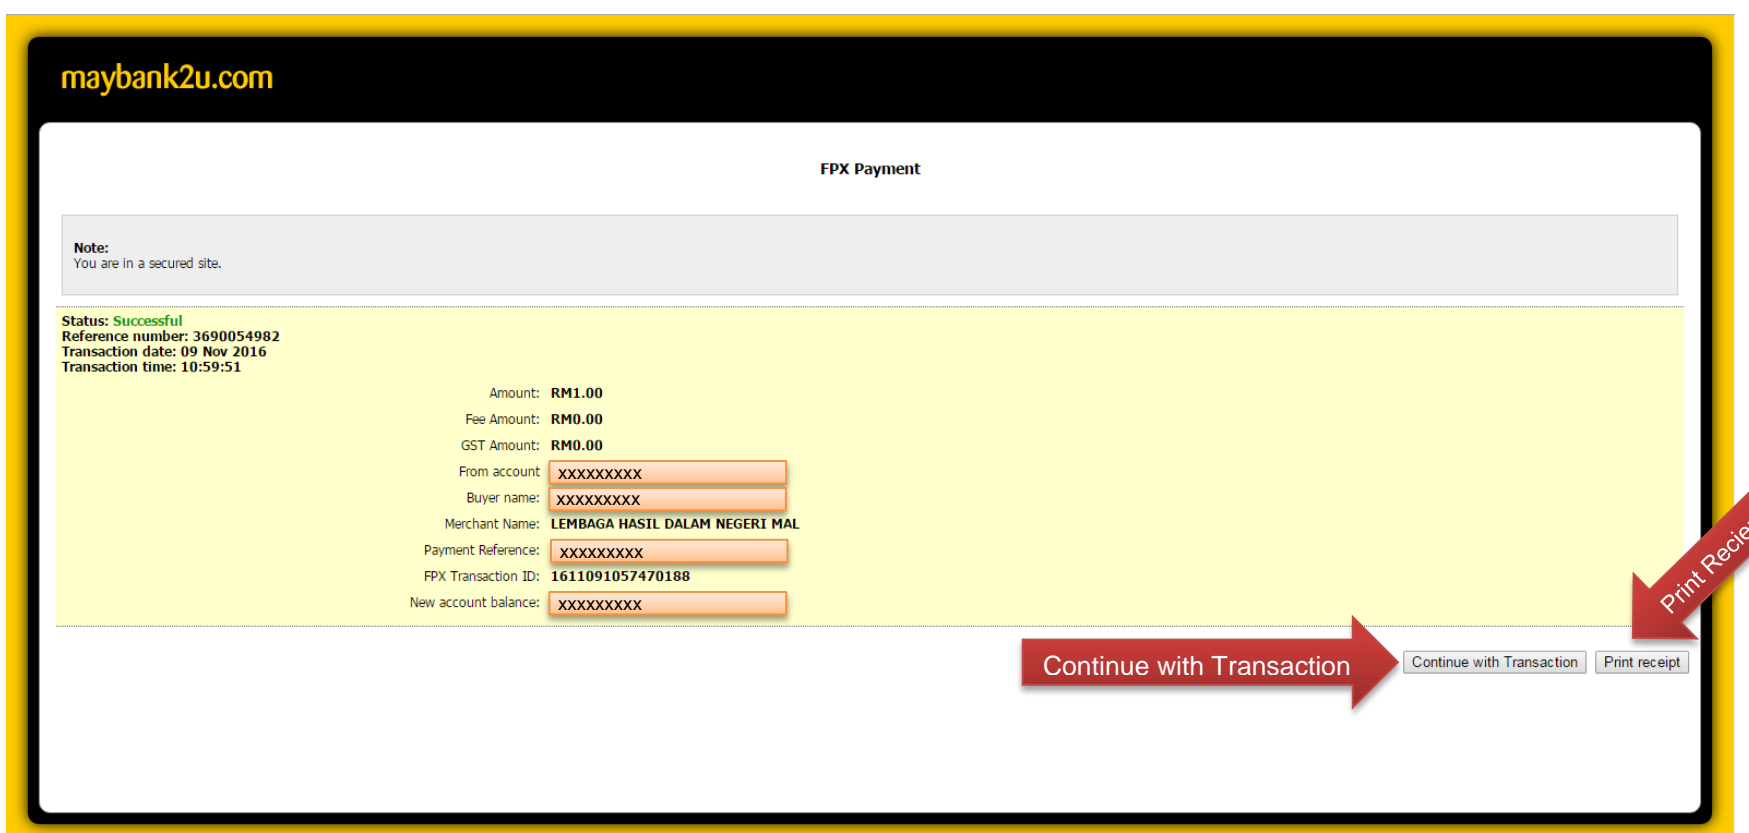 maybank2u.com
FPX Payment
Note:
You are in a secured site.
Status: Successful
Reference number: 3690054982
Transaction date: 09 Nov 2016
Transaction time: 10:59:51
Amount: RM1.00
Fee Amount: RM0.00
GST Amount: RM0.00
From account xxxxxxxxx
Buyer name: xxxxxxxxx
Merchant Name: LEMBAGA HASIL DALAM NEGERI MAL
Payment Reference: xxxxxxxxx
FPX Transaction ID: 1611091057470188
New account balance: xxxxxxxxx
Print
Continue with Transaction
Continue with Transaction Print receipt